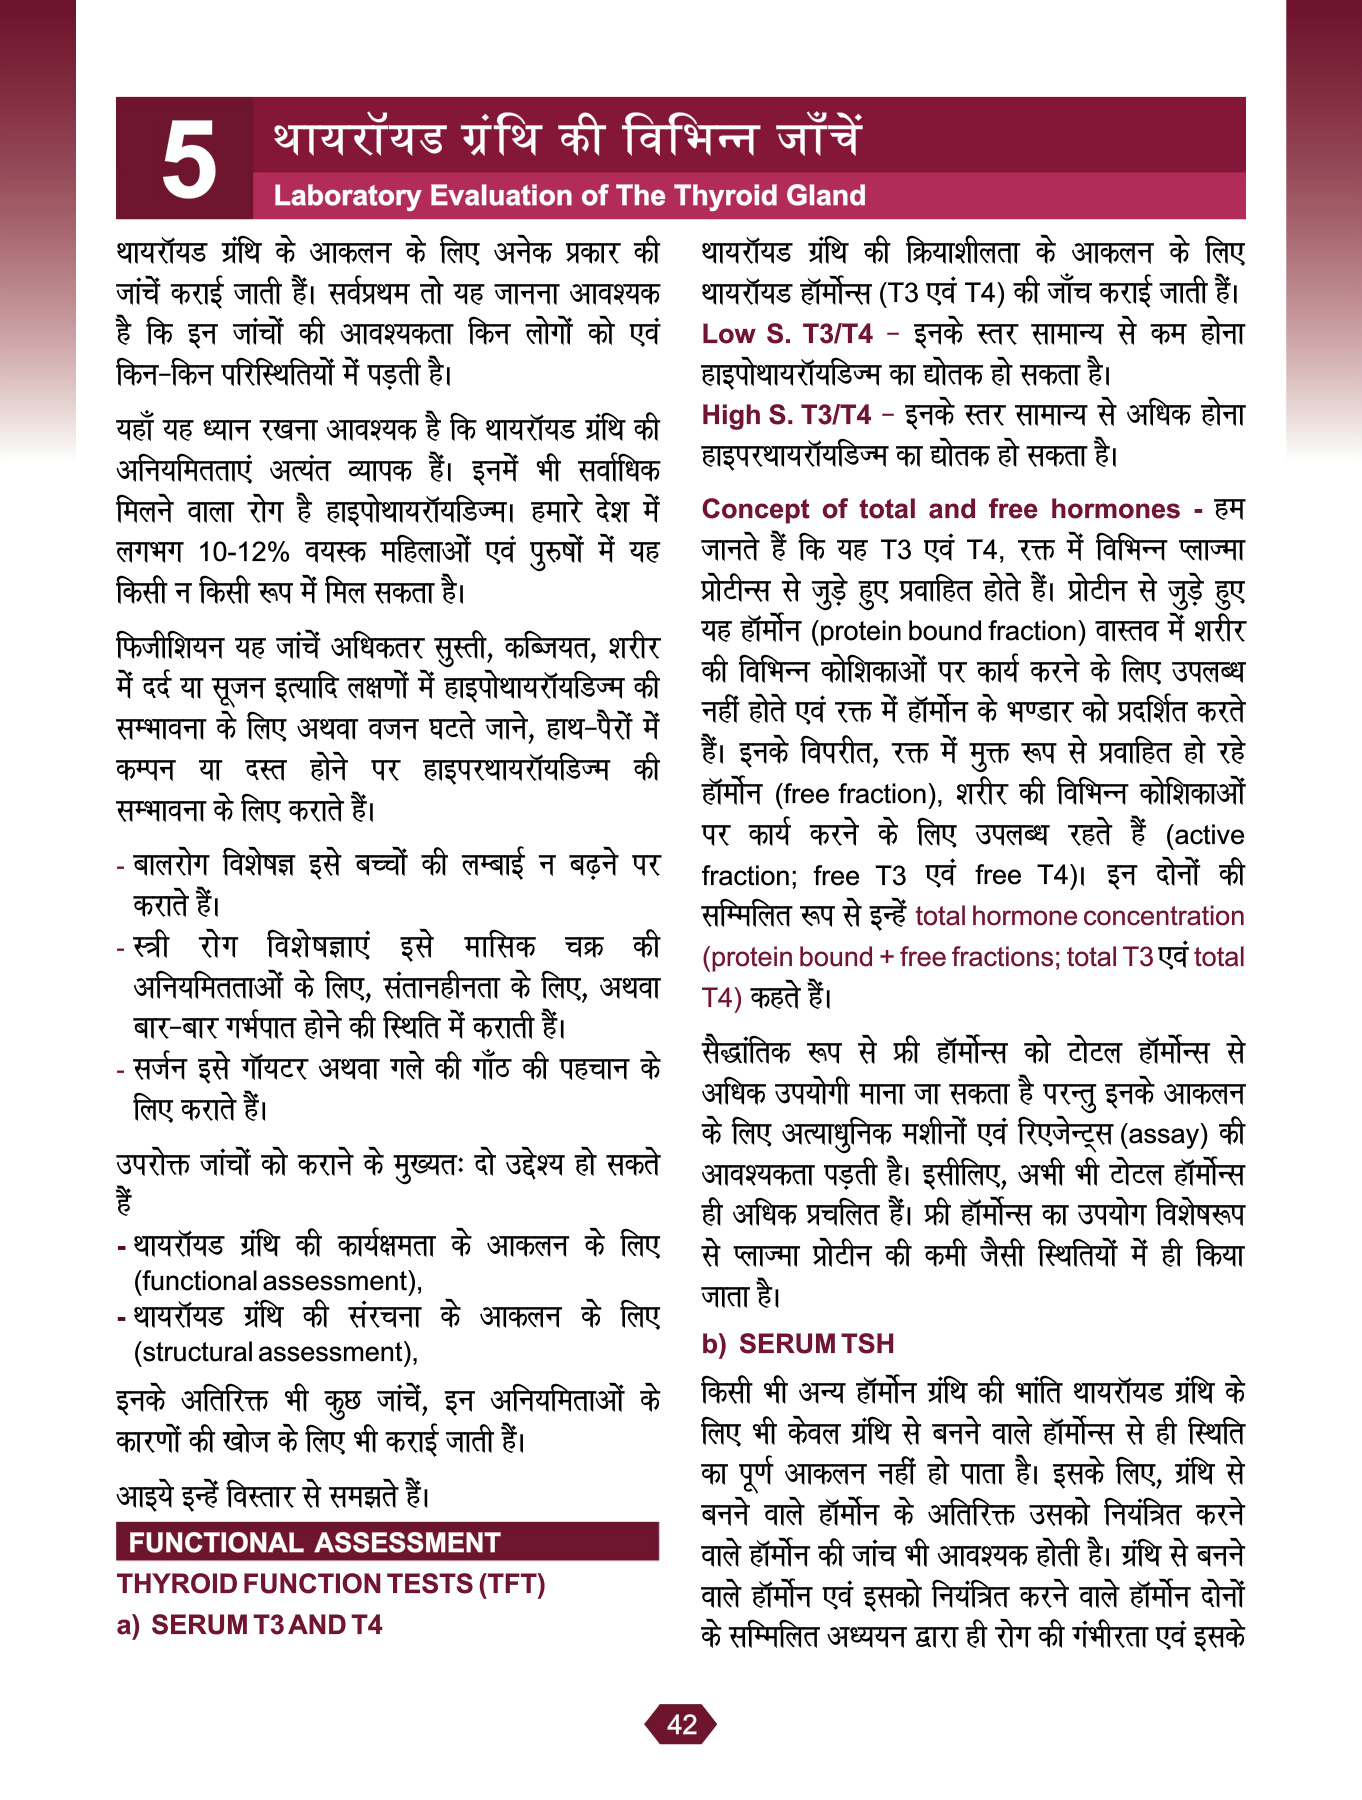 5
थायरॉयड ग्रंथि की विभिन्न जाँचें
Laboratory Evaluation of The Thyroid Gland
थायरॉयड ग्रंथि के आकलन के लिए अनेक प्रकार की
जांचें कराई जाती हैं। सर्वप्रथम तो यह जानना आवश्यक
है कि इन जांचों की आवश्यकता किन लोगों को एवं
किन-किन परिस्थितियों में पड़ती है।
यहाँ यह ध्यान रखना आवश्यक है कि थायरॉयड ग्रंथि की
अनियमितताएं अत्यंत व्यापक हैं। इनमें भी सर्वाधिक
मिलने वाला रोग है हाइपोथायरॉयडिज्म। हमारे देश में
लगभग 10-12% वयस्क महिलाओं एवं पुरुषों में यह
किसी न किसी रूप में मिल सकता है।
फिजीशियन यह जांचें अधिकतर सुस्ती, कब्जियत, शरीर
में दर्द या सूजन इत्यादि लक्षणों में हाइपोथायरॉयडिज्म की
सम्भावना के लिए अथवा वजन घटते जाने, हाथ-पैरों में
कम्पन या दस्त होने पर हाइपरथायरॉयडिज्म की
सम्भावना के लिए कराते हैं।
- बालरोग विशेषज्ञ इसे बच्चों की लम्बाई न बढ़ने पर
कराते हैं।
- स्त्री रोग विशेषज्ञाएं इसे मासिक चक्र की
अनियमितताओं के लिए, संतानहीनता के लिए, अथवा
बार-बार गर्भपात होने की स्थिति में कराती हैं।
- सर्जन इसे गॉयटर अथवा गले की गाँठ की पहचान के
लिए कराते हैं।
उपरोक्त जांचों को कराने के मुख्यतः दो उद्देश्य हो सकते
हैं
- थायरॉयड ग्रंथि की कार्यक्षमता के आकलन के लिए
(functional assessment),
- थायरॉयड ग्रंथि की संरचना के आकलन के लिए
(structural assessment),
इनके अतिरिक्त भी कुछ जांचें, इन अनियमिताओं के
कारणों की खोज के लिए भी कराई जाती हैं।
आइये इन्हें विस्तार से समझते हैं।
FUNCTIONAL ASSESSMENT
THYROID FUNCTION TESTS (TFT)
a) SERUM T3 AND T4
थायरॉयड ग्रंथि की क्रियाशीलता के आकलन के लिए
थायरॉयड हॉर्मोन्स (T3 एवं T4) की जाँच कराई जाती हैं।
Low S. T3/T4 - इनके स्तर सामान्य से कम होना
हाइपोथायरॉयडिज्म का द्योतक हो सकता है।
High S. T3/T4 - इनके स्तर सामान्य से अधिक होना
हाइपरथायरॉयडिज्म का द्योतक हो सकता है।
Concept of total and free hormones - हम
जानते हैं कि यह T3 एवं T4, रक्त में विभिन्न प्लाज्मा
प्रोटीन्स से जुड़े हुए प्रवाहित होते हैं। प्रोटीन से जुड़े हुए
यह हॉर्मोन (protein bound fraction) वास्तव में शरीर
की विभिन्न कोशिकाओं पर कार्य करने के लिए उपलब्ध
नहीं होते एवं रक्त में हॉर्मोन के भण्डार को प्रदर्शित करते
हैं। इनके विपरीत, रक्त में मुक्त रूप से प्रवाहित हो रहे
हॉर्मोन (free fraction), शरीर की विभिन्न कोशिकाओं
पर कार्य करने के लिए उपलब्ध रहते हैं (active
fraction; free T3 एवं free T4)। इन दोनों की
सम्मिलित रूप से इन्हें total hormone concentration
(protein bound + free fractions; total T3 एवं total
T4) कहते हैं।
सैद्धांतिक रूप से फ्री हॉर्मोन्स को टोटल हॉर्मोन्स से
अधिक उपयोगी माना जा सकता है परन्तु इनके आकलन
के लिए अत्याधुनिक मशीनों एवं रिएजेन्ट्स (assay) की
आवश्यकता पड़ती है। इसीलिए, अभी भी टोटल हॉर्मोन्स
ही अधिक प्रचलित हैं। फ्री हॉर्मोन्स का उपयोग विशेषरूप
से प्लाज्मा प्रोटीन की कमी जैसी स्थितियों में ही किया
जाता है।
b) SERUM TSH
किसी भी अन्य हॉर्मोन ग्रंथि की भांति थायरॉयड ग्रंथि के
लिए भी केवल ग्रंथि से बनने वाले हॉर्मोन्स से ही स्थिति
का पूर्ण आकलन नहीं हो पाता है। इसके लिए, ग्रंथि से
बनने वाले हॉर्मोन के अतिरिक्त उसको नियंत्रित करने
वाले हॉर्मोन की जांच भी आवश्यक होती है। ग्रंथि से बनने
वाले हॉर्मोन एवं इसको नियंत्रित करने वाले हॉर्मोन दोनों
के सम्मिलित अध्ययन द्वारा ही रोग की गंभीरता एवं इसके
42